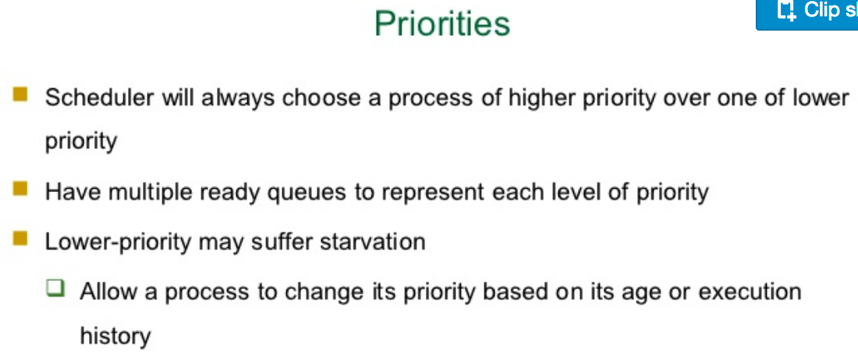 Priorities
Clip sl
Scheduler will always choose a process of higher priority over one of lower
priority
Have multiple ready queues to represent each level of priority
Lower-priority may suffer starvation
Allow a process to change its priority based on its age or execution
history